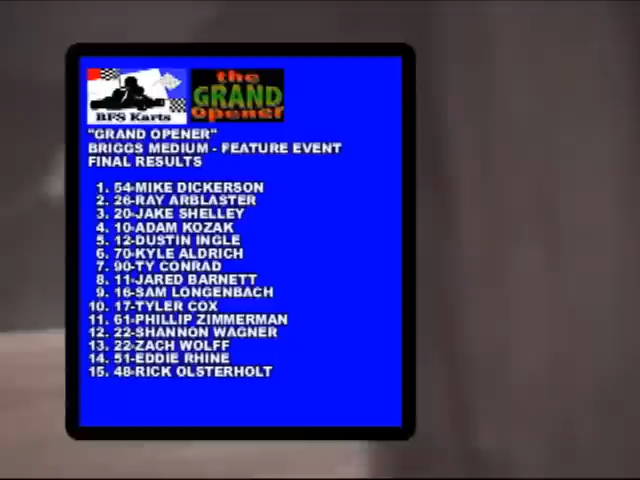 BFS Karts
the
GRAND
opener
"GRAND OPENER"
BRIGGS MEDIUM - FEATURE EVENT
FINAL RESULTS
1. 54-MIKE DICKERSON
2. 26-RAY ARBLASTER
3. 20-JAKE SHELLEY
4. 10-ADAM KOZAK
5. 12-DUSTIN INGLE
6. 70-KYLE ALDRICH
7. 90-TY CONRAD
8. 11-JARED BARNETT
9. 16-SAM LONGENBACH
10. 17-TYLER COX
11. 61-PHILLIP ZIMMERMAN
12. 22-SHANNON WAGNER
13. 22-ZACH WOLFF
14. 51-EDDIE RHINE
15. 48-RICK OLSTERHOLT